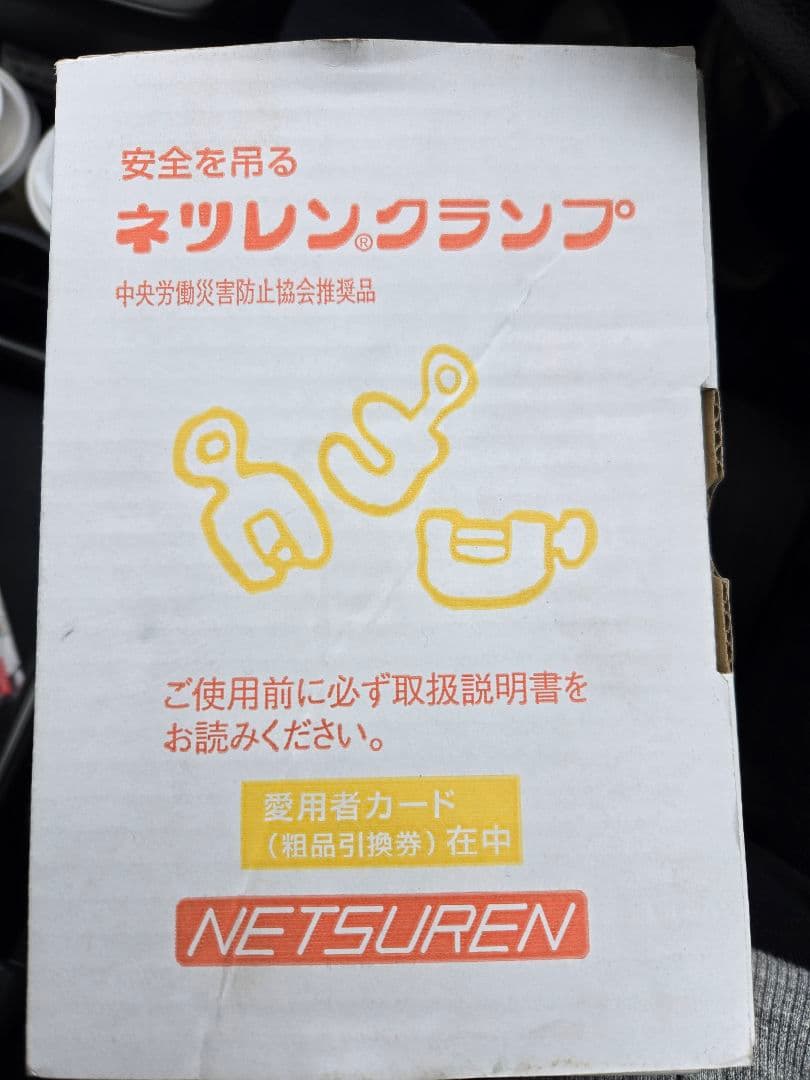 安全を吊る
ネツレン®クランプ
中央労働災害防止協会推奨品
ご使用前に必ず取扱説明書を
お読みください。
愛用者カード
（粗品引換券）在中
NETSUREN